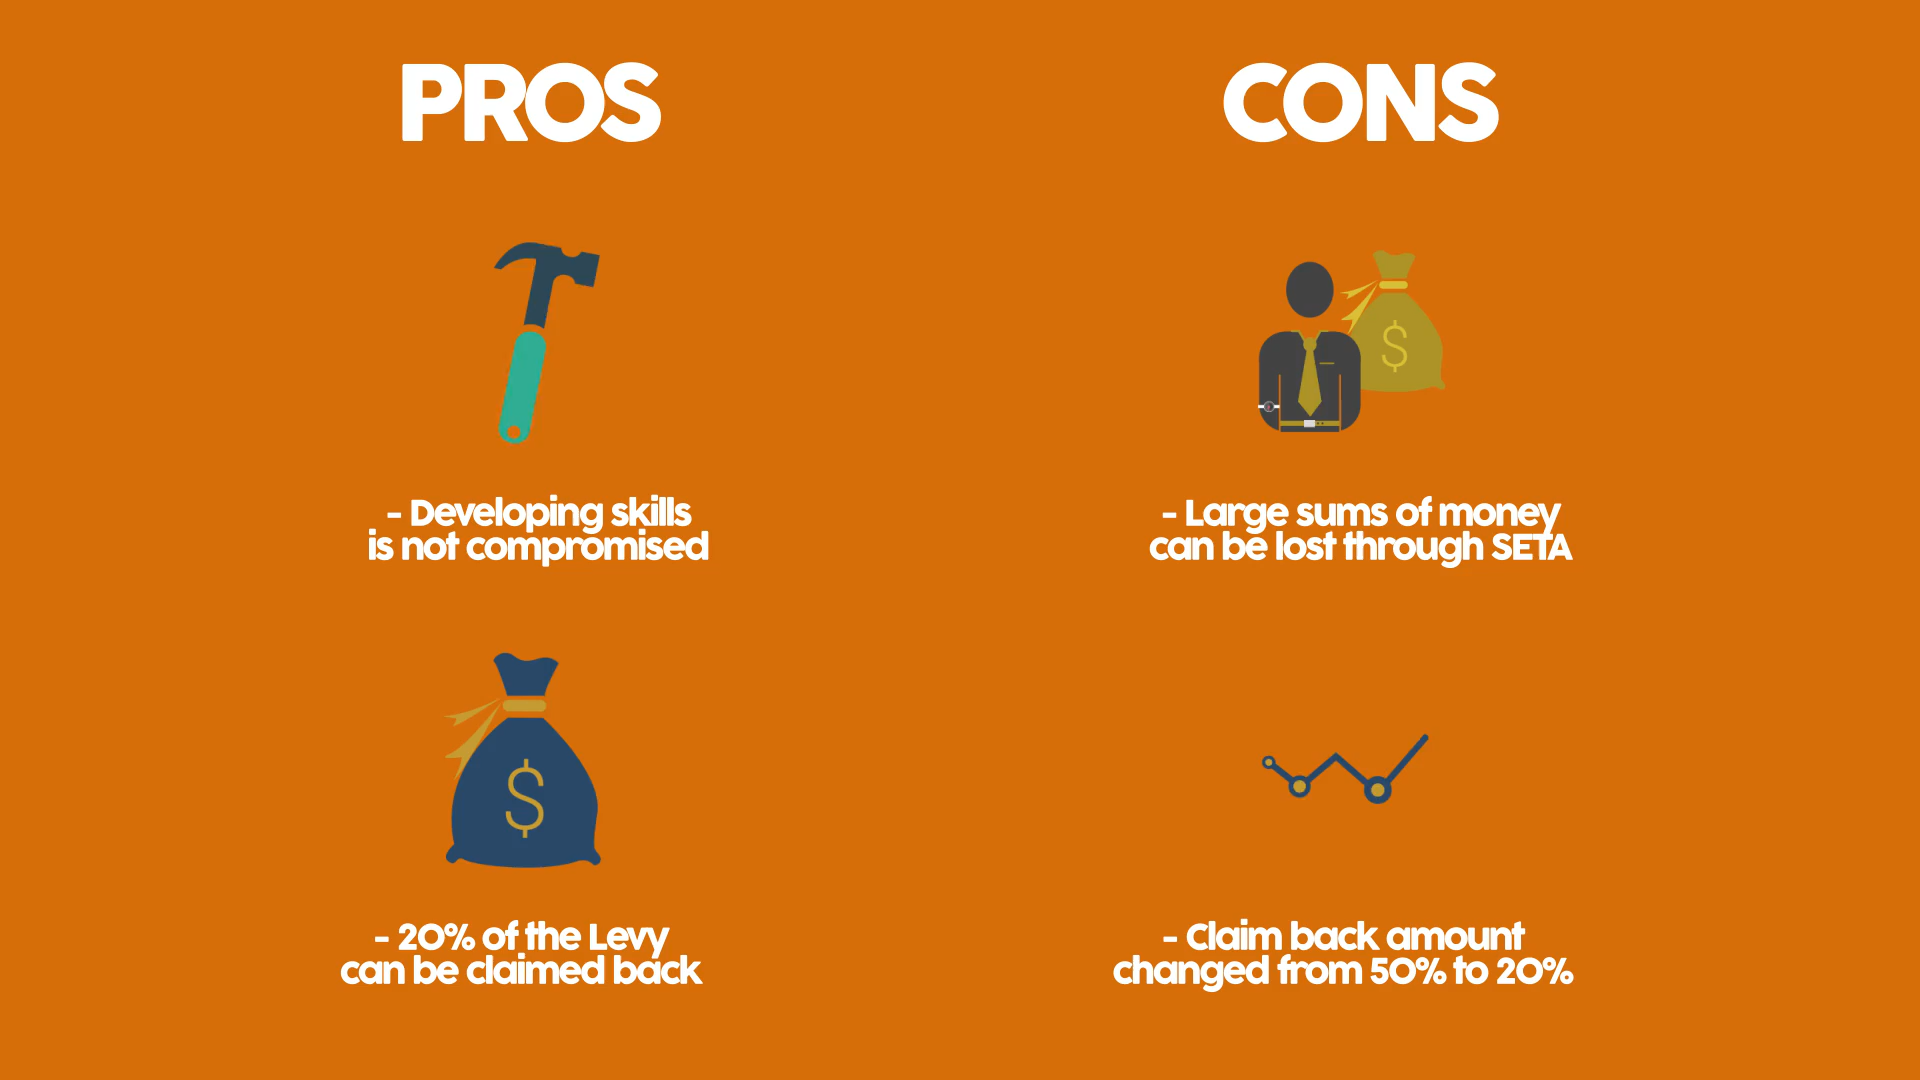 PROS
CONS
- Developing skills
is not compromised
- Large sums of money
can be lost through SETA
$
$
- 20% of the Levy
can be claimed back
- Claim back amount
changed from 50% to 20%